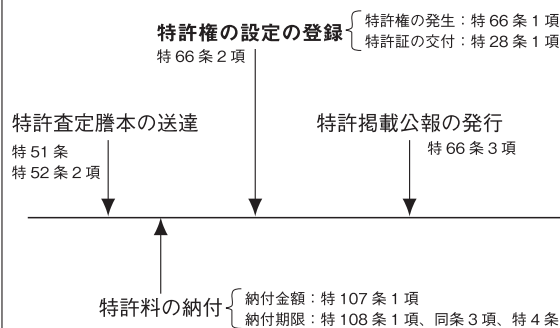 特許権の設定の登録
特 66 条 2 項
特許権の発生：特 66 条 1 項
特許証の交付：特 28 条 1 項
特許査定謄本の送達
特 51 条
特 52 条 2 項
特許掲載公報の発行
特 66 条 3 項
特許料の納付
納付金額：特 107 条 1 項
納付期限：特 108 条 1 項、同条 3 項、特 4 条